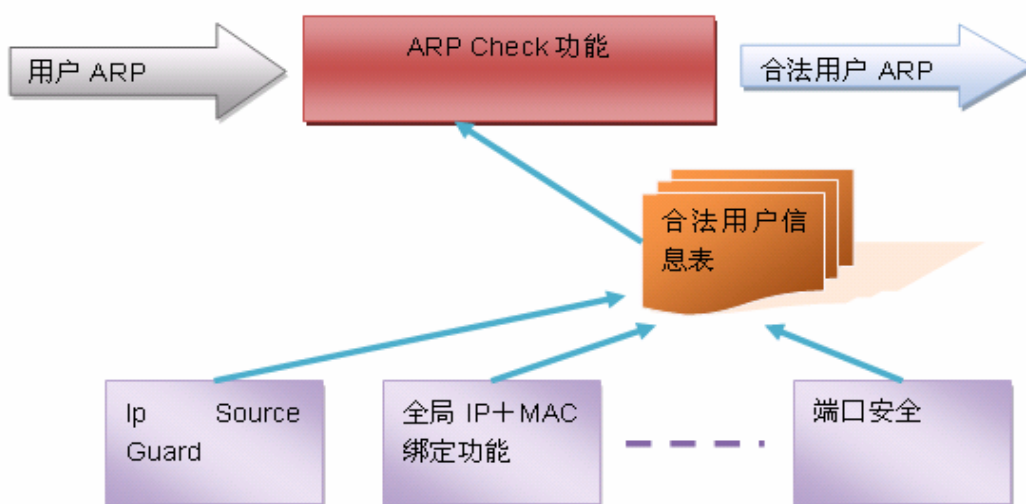 用户 ARP
ARP Check 功能
合法用户 ARP
合法用户信
息表
Ip Source
Guard
全局 IP＋MAC
绑定功能
端口安全